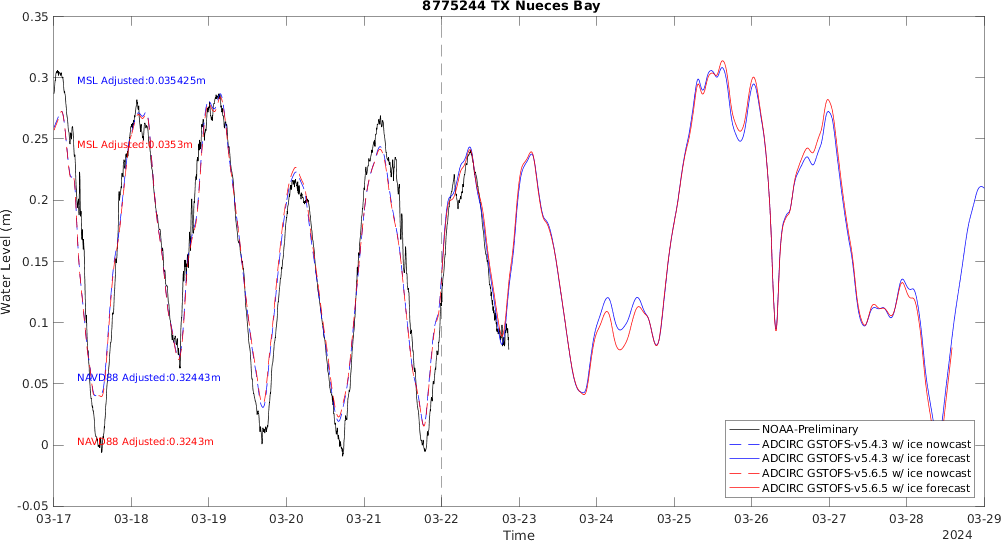 8775244 TX Nueces Bay
Water Level (m)
0.35
0.3
0.25
0.2
0.15
0.1
0.05
0
-0.05
MSL Adjusted:0.035425m
MSL Adjusted:0.0353m
NAVD88 Adjusted:0.32443m
NAVD88 Adjusted:0.3243m
NOAA-Preliminary
ADCIRC GSTOFS-v5.4.3 w/ ice nowcast
ADCIRC GSTOFS-v5.4.3 w/ ice forecast
ADCIRC GSTOFS-v5.6.5 w/ ice nowcast
ADCIRC GSTOFS-v5.6.5 w/ ice forecast
03-17 03-18 03-19 03-20 03-21 03-22 03-23 03-24 03-25 03-26 03-27 03-28 03-29
Time
2024